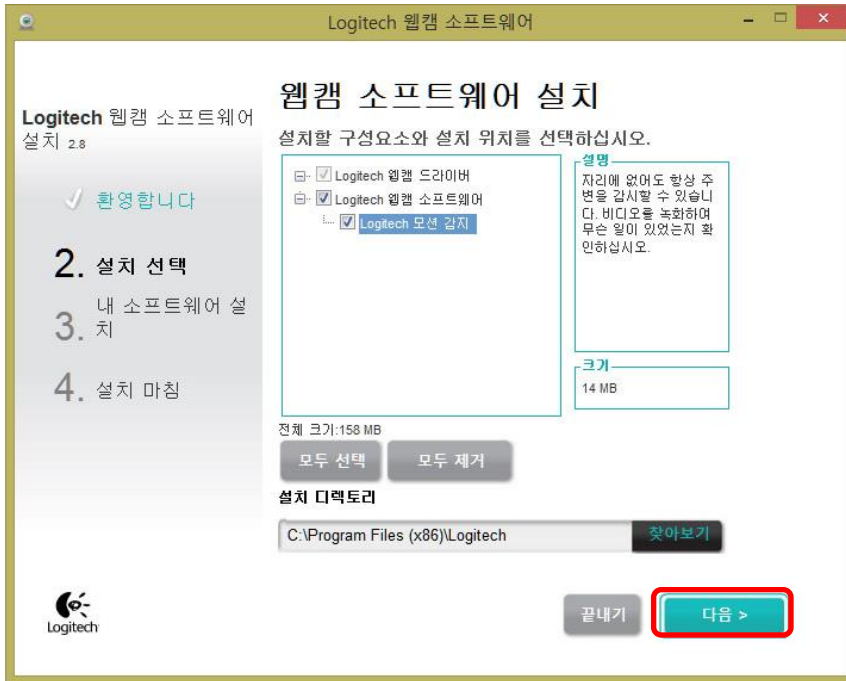 Logitech 웹캠 소프트웨어
Logitech 웹캠 소프트웨어
설치 2.8
환영합니다
2. 설치 선택
3. 내 소프트웨어 설
치
4. 설치 마침
웹캠 소프트웨어 설치
설치할 구성요소와 설치 위치를 선택하십시오.
Logitech 웹캠 드라이버
Logitech 웹캠 소프트웨어
Logitech 모션 감지
설명
자리에 없어도 항상 주
변을 감시할 수 있습니
다. 비디오를 녹화하여
무슨 일이 있었는지 확
인하십시오.
크기
14 MB
전체 크기:158 MB
모두 선택
모두 제거
설치 디렉토리
C:\Program Files (x86)\Logitech
찾아보기
Logitech
끝내기
다음 >